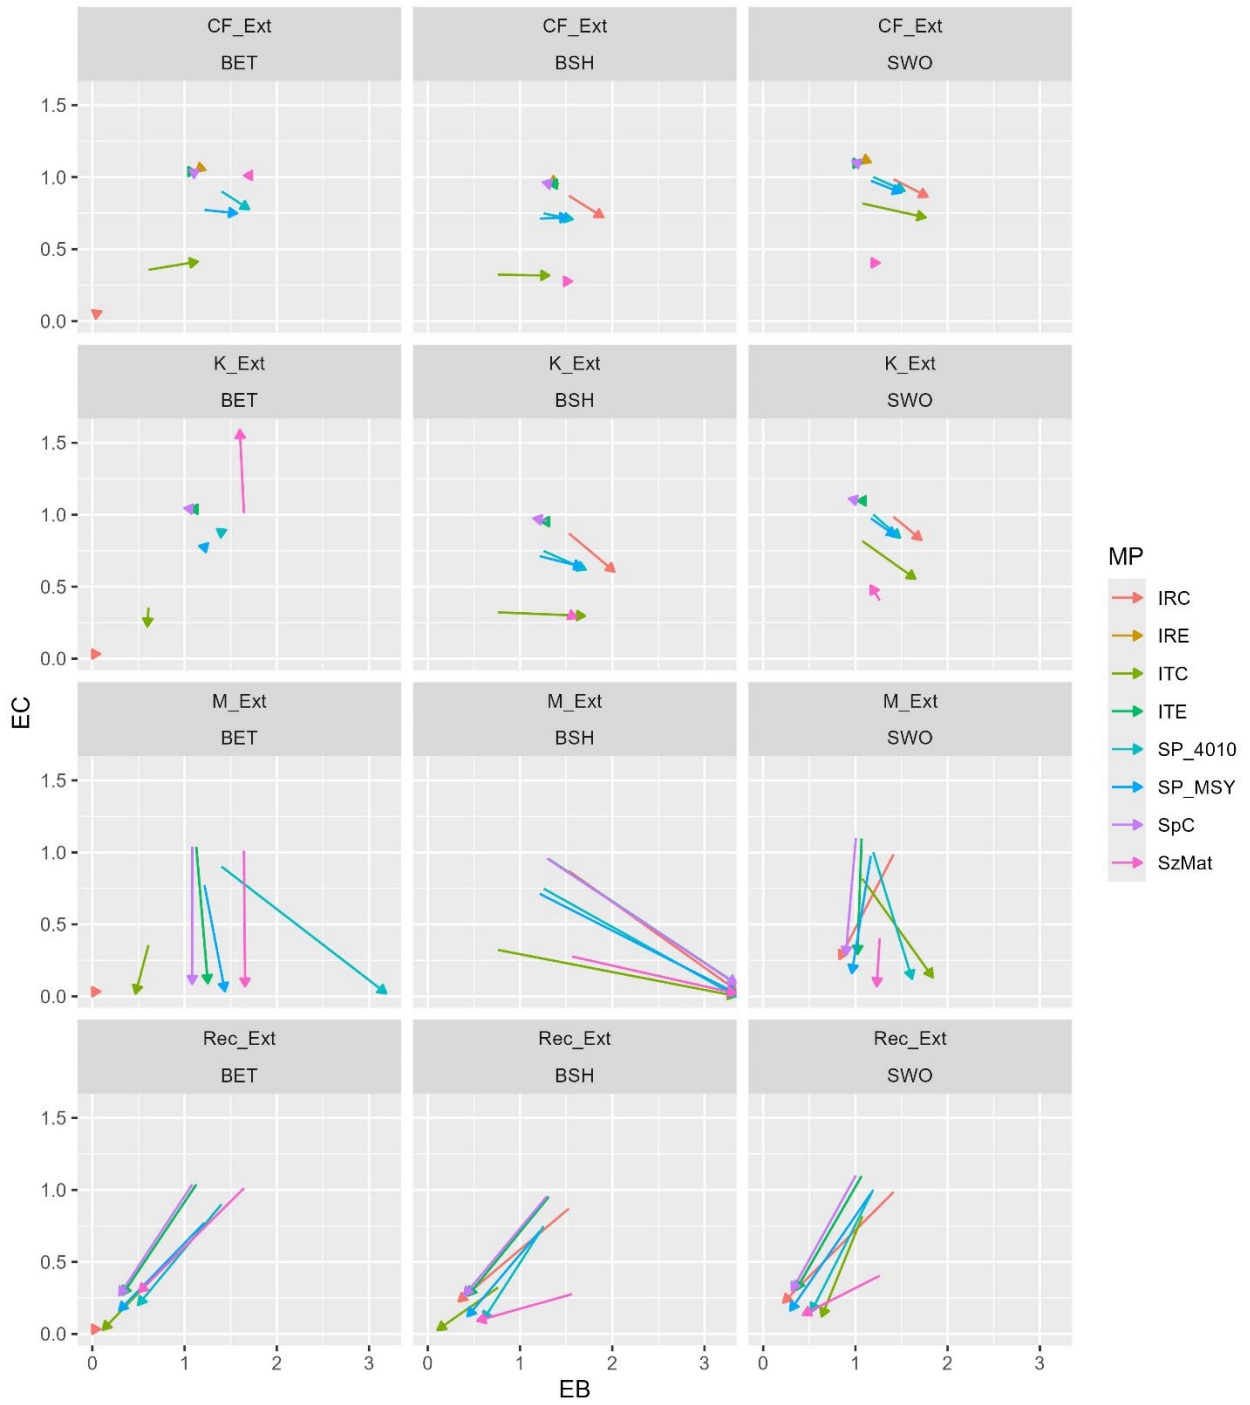 CF_Ext CF_Ext CF_Ext
BET BSH SWO
1.5
1.0
0.5
0.0
K_Ext K_Ext K_Ext
BET BSH SWO
1.5
1.0
0.5
0.0
M_Ext M_Ext M_Ext
BET BSH SWO
1.5
1.0
0.5
0.0
Rec_Ext Rec_Ext Rec_Ext
BET BSH SWO
1.5
1.0
0.5
0.0
0 1 2 3 0 1 2 3 0 1 2 3
EB
EC
MP
IRC
IRE
ITC
ITE
SP_4010
SP_MSY
SpC
SzMat